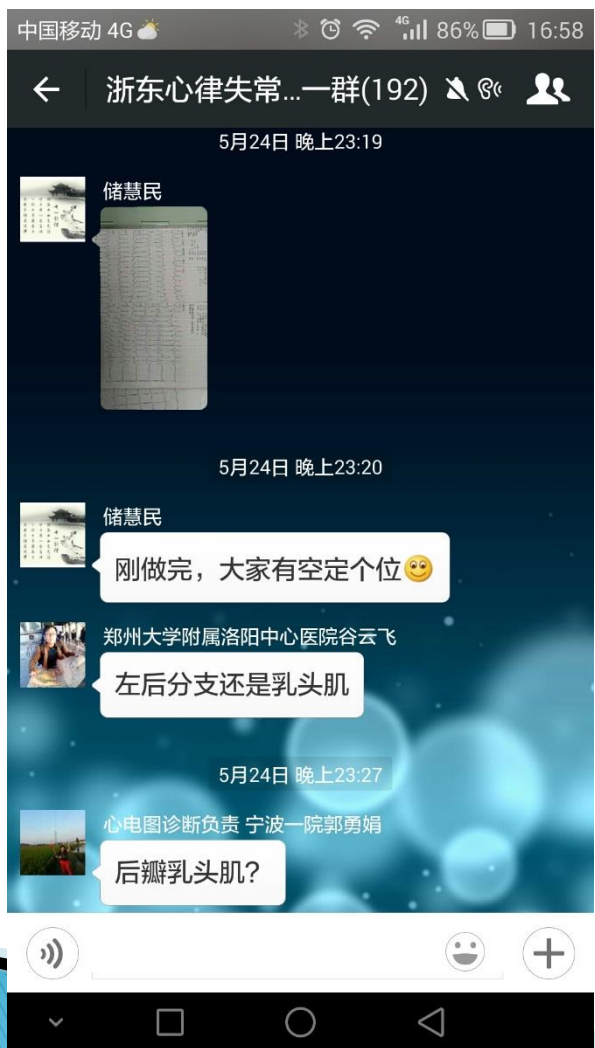 中国移动 4G 4G 86% 16:58
浙东心律失常...一群(192)
5月24日 晚上23:19
储慧民
5月24日 晚上23:20
储慧民
刚做完，大家有空定个位
郑州大学附属洛阳中心医院谷云飞
左后分支还是乳头肌
5月24日 晚上23:27
心电图诊断负责 宁波一院郭勇娟
后瓣乳头肌?